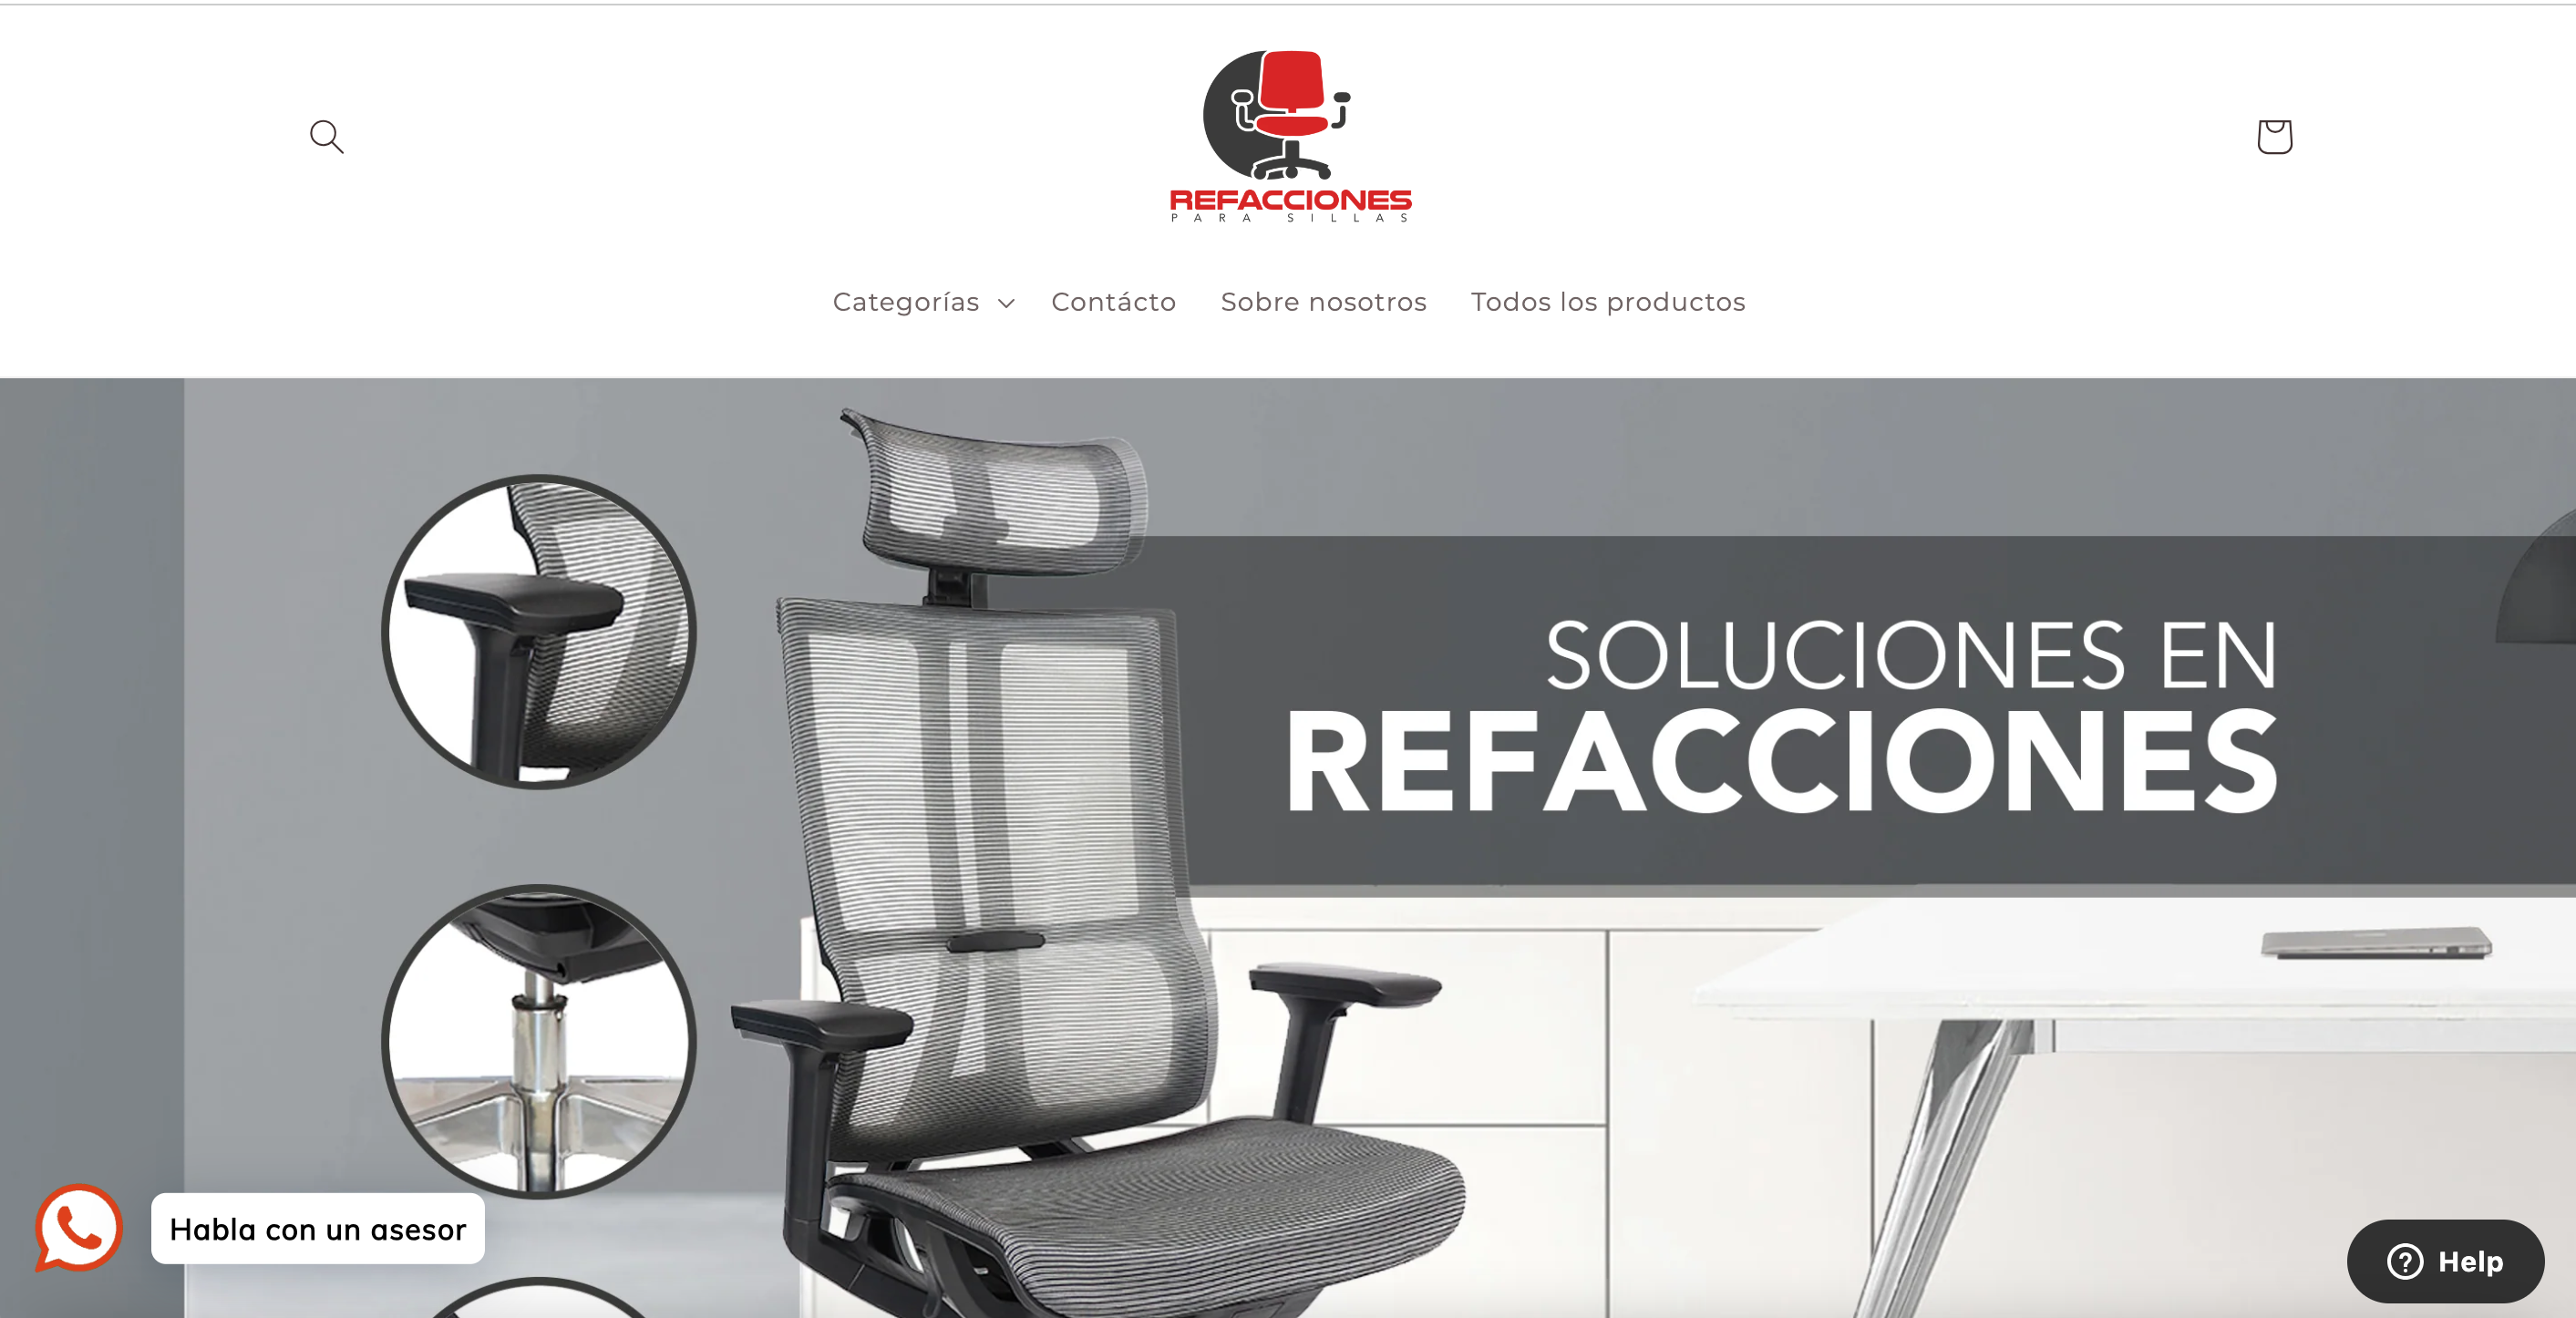 REFACCIONES
PARA SILLAS
Categorías Contácto Sobre nosotros Todos los productos
SOLUCIONES EN
REFACCIONES
Habla con un asesor
Help